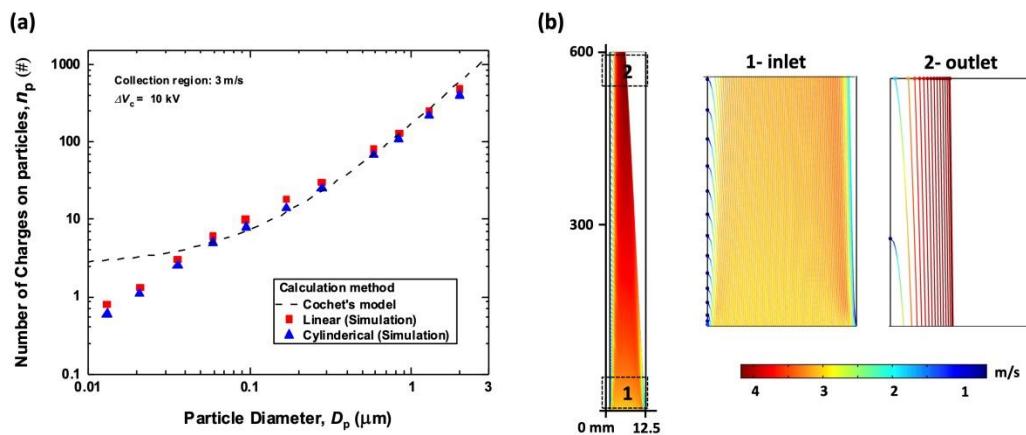 (a)
Number of Charges on particles, np (#)
1000
100
10
1
0.1
0.01
0.1
1
3
Particle Diameter, Dp (μm)
Collection region: 3 m/s
ΔVc = 10 kV
Calculation method
Cochet's model
Linear (Simulation)
Cylinderical (Simulation)
(b)
600
300
0 mm
12.5
2
1
1- inlet
2- outlet
4
3
2
1
m/s